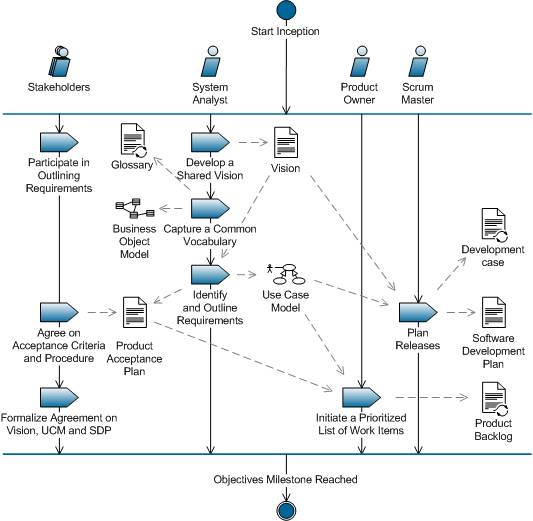 Start Inception
Stakeholders
System
Analyst
Product
Owner
Scrum
Master
Participate in
Outlining
Requirements
Glossary
Develop a
Shared Vision
Vision
Business
Object
Model
Capture a Common
Vocabulary
Development
case
Identify
and Outline
Requirements
Use Case
Model
Agree on
Acceptance Criteria
and Procedure
Product
Acceptance
Plan
Plan
Releases
Software
Development
Plan
Formalize Agreement on
Vision, UCM and SDP
Initiate a Prioritized
List of Work Items
Product
Backlog
Objectives Milestone Reached